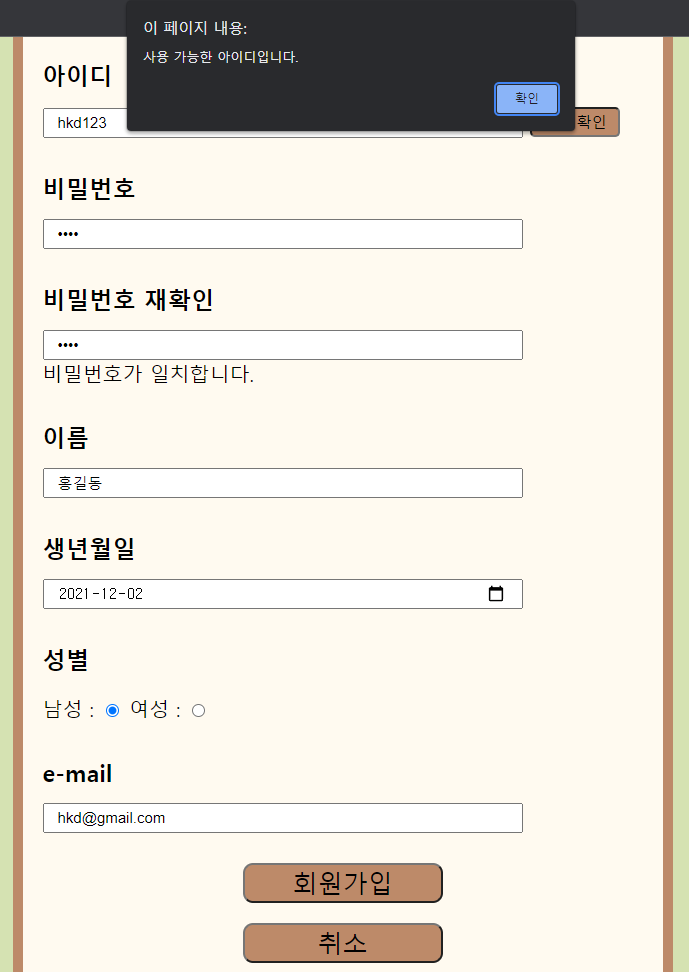 이 페이지 내용:
사용 가능한 아이디입니다.
확인
아이디
hkd123
확인
비밀번호
••••
비밀번호 재확인
••••
비밀번호가 일치합니다.
이름
홍길동
생년월일
2021-12-02
성별
남성 : 여성 :
e-mail
hkd@gmail.com
회원가입
취소